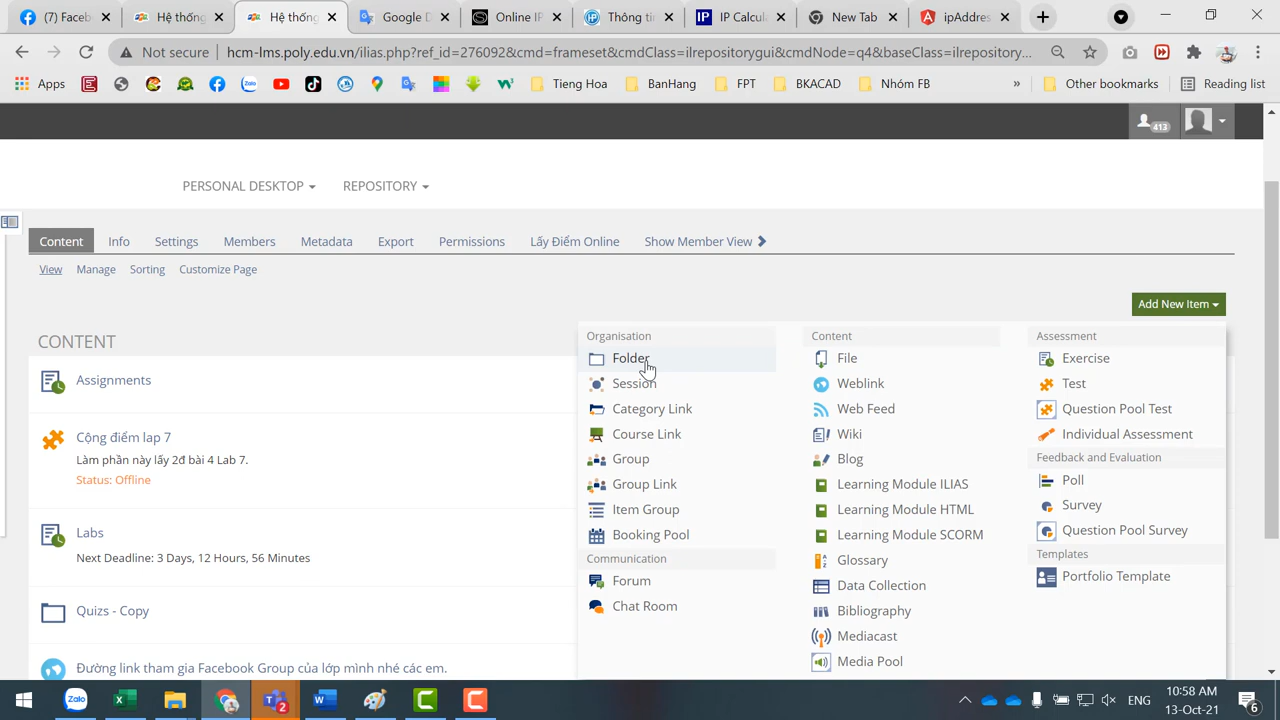 (7) Faceb
Hệ thống
Hệ thống
Google D
Online IP
Thông tin
IP Calcul
New Tab
ipAddres
Not secure
hcm-lms.poly.edu.vn/ilias.php?ref_id=276092&cmd=frameset&cmdClass=ilrepositorygui&cmdNode=q4&baseClass=ilrepository...
Apps
Tieng Hoa
BanHang
FPT
BKACAD
Nhóm FB
»
Other bookmarks
Reading list
413
PERSONAL DESKTOP
REPOSITORY
Content
Info
Settings
Members
Metadata
Export
Permissions
Lấy Điểm Online
Show Member View
View
Manage
Sorting
Customize Page
Add New Item
CONTENT
Assignments
Cộng điểm lap 7
Làm phần này lấy 2đ bài 4 Lab 7.
Status: Offline
Labs
Next Deadline: 3 Days, 12 Hours, 56 Minutes
Quizs - Copy
Đường link tham gia Facebook Group của lớp mình nhé các em.
Organisation
Folder
Session
Category Link
Course Link
Group
Group Link
Item Group
Booking Pool
Communication
Forum
Chat Room
Content
File
Weblink
Web Feed
Wiki
Blog
Learning Module ILIAS
Learning Module HTML
Learning Module SCORM
Glossary
Data Collection
Bibliography
Mediacast
Media Pool
Assessment
Exercise
Test
Question Pool Test
Individual Assessment
Feedback and Evaluation
Poll
Survey
Question Pool Survey
Templates
Portfolio Template
Zalo
2
ENG
10:58 AM
13-Oct-21
6